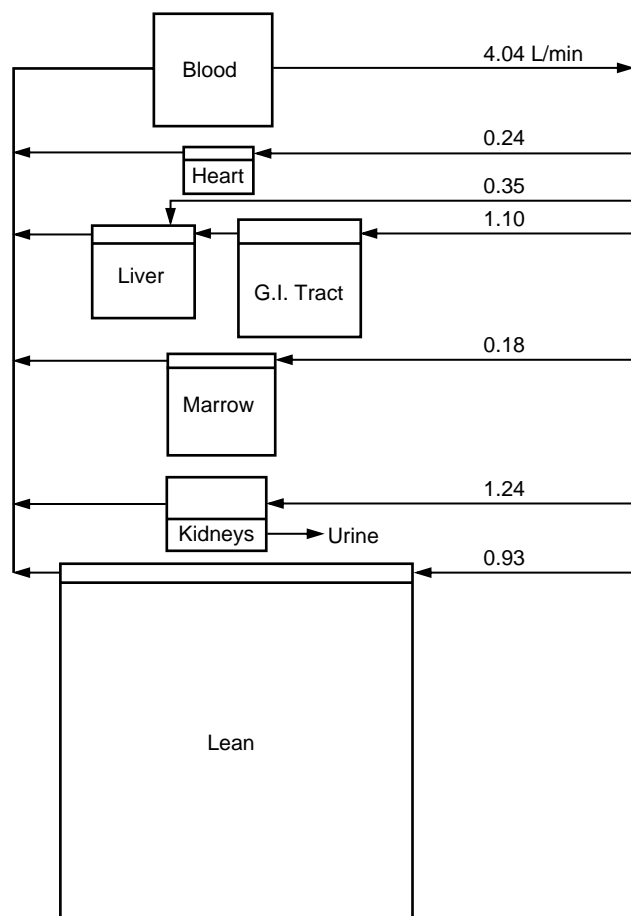 Blood
4.04 L/min
0.24
Heart
0.35
1.10
Liver
G.I. Tract
0.18
Marrow
1.24
Kidneys
Urine
0.93
Lean